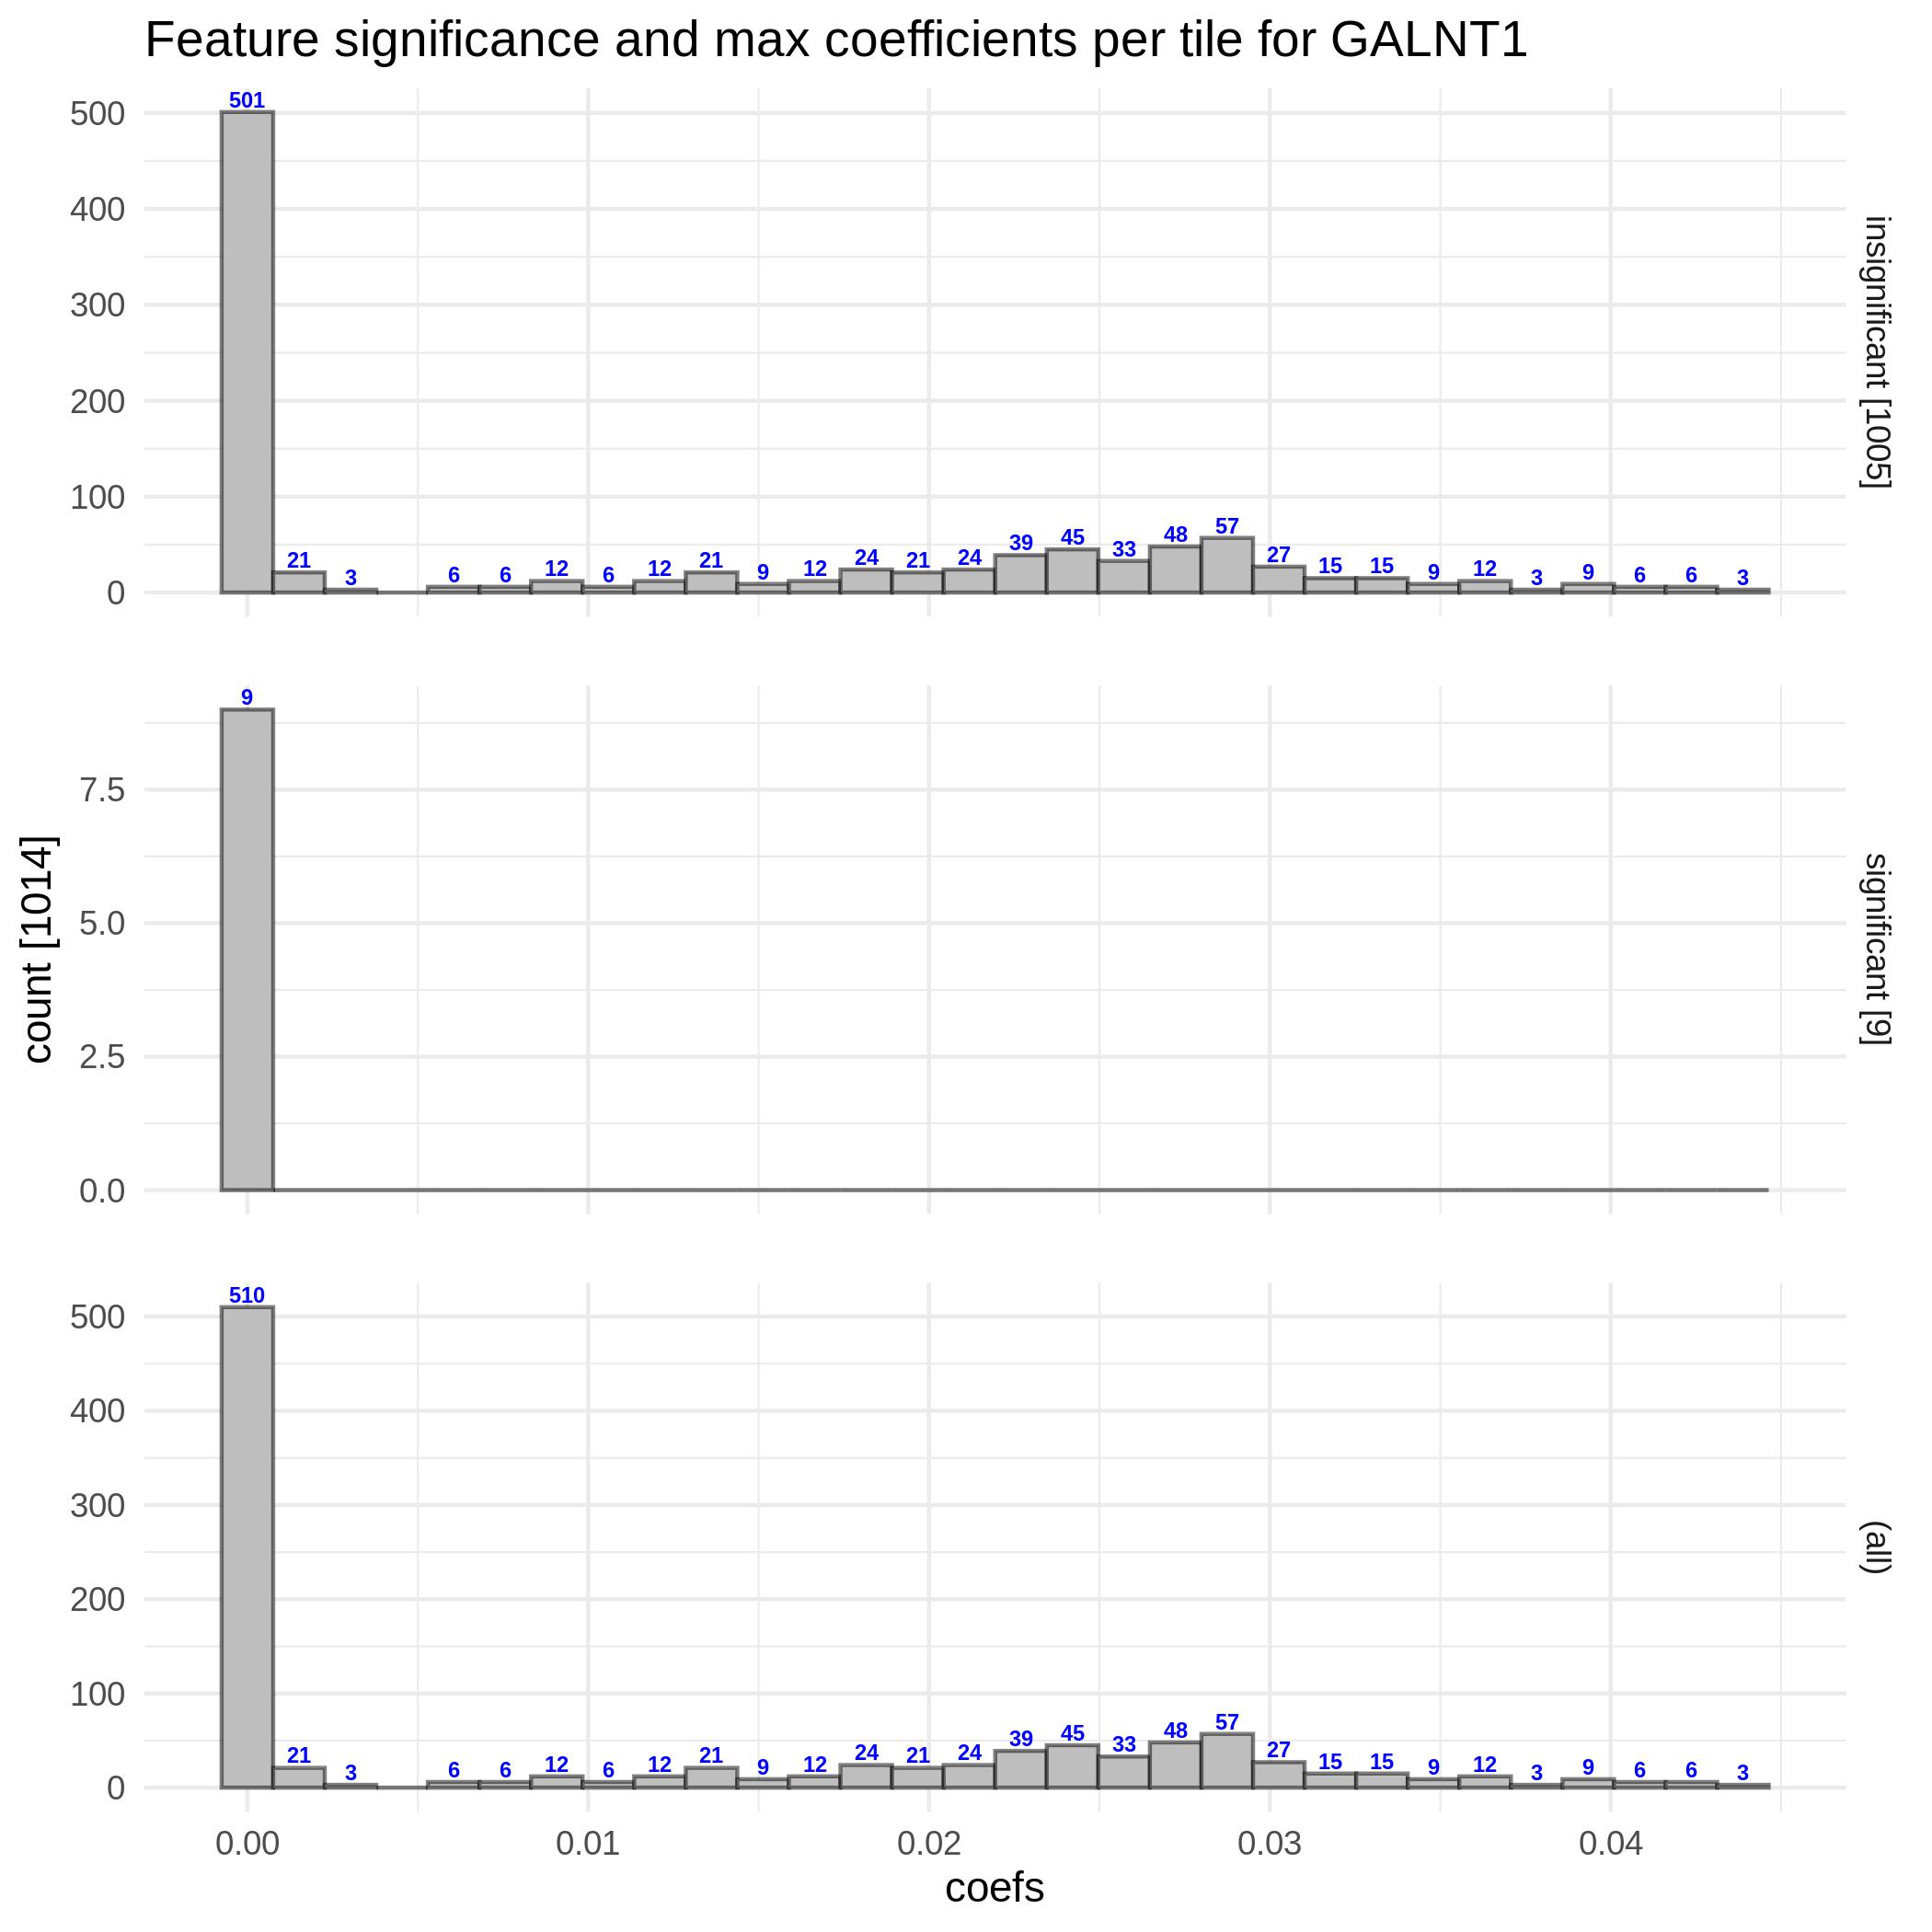 Feature significance and max coefficients per tile for GALNT1
501
500
400
300
200
100
0
21 3 6 6 12 6 12 21 9 12 24 21 24 39 45 33 48 57 27 15 15 9 12 3 9 6 6 3
insignificant [1005]
9
7.5
5.0
2.5
0.0
significant [9]
count [1014]
510
500
400
300
200
100
0
21 3 6 6 12 6 12 21 9 12 24 21 24 39 45 33 48 57 27 15 15 9 12 3 9 6 6 3
(all)
0.00 0.01 0.02 0.03 0.04
coefs